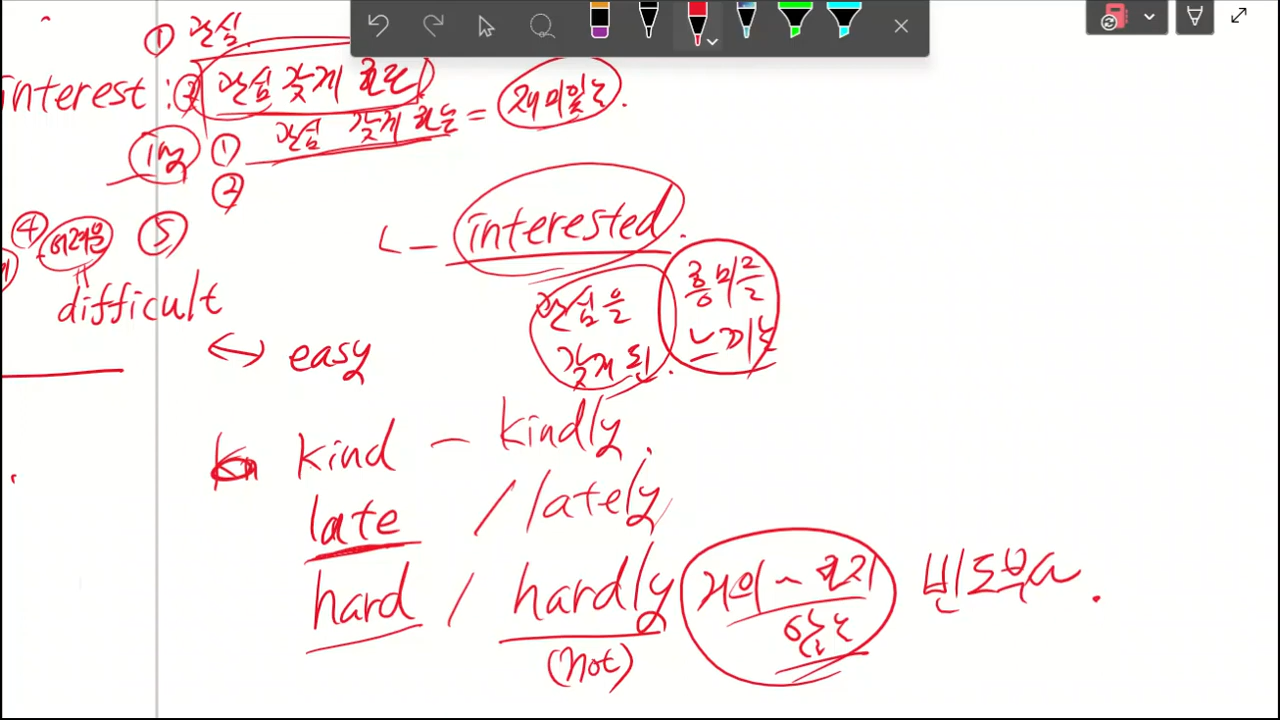 ① 관심
interest : ② 관심 갖게 하다
ing ① 관심 갖게 하는 = 재미있는.
②
④ 어려운 ⑤
difficult
← interested.
관심을 갖게 된. 흥미를 느끼는
↔ easy
kind – kindly.
late / lately
hard / hardly 거의 ~ 하지 않는 빈도부사.
(not)